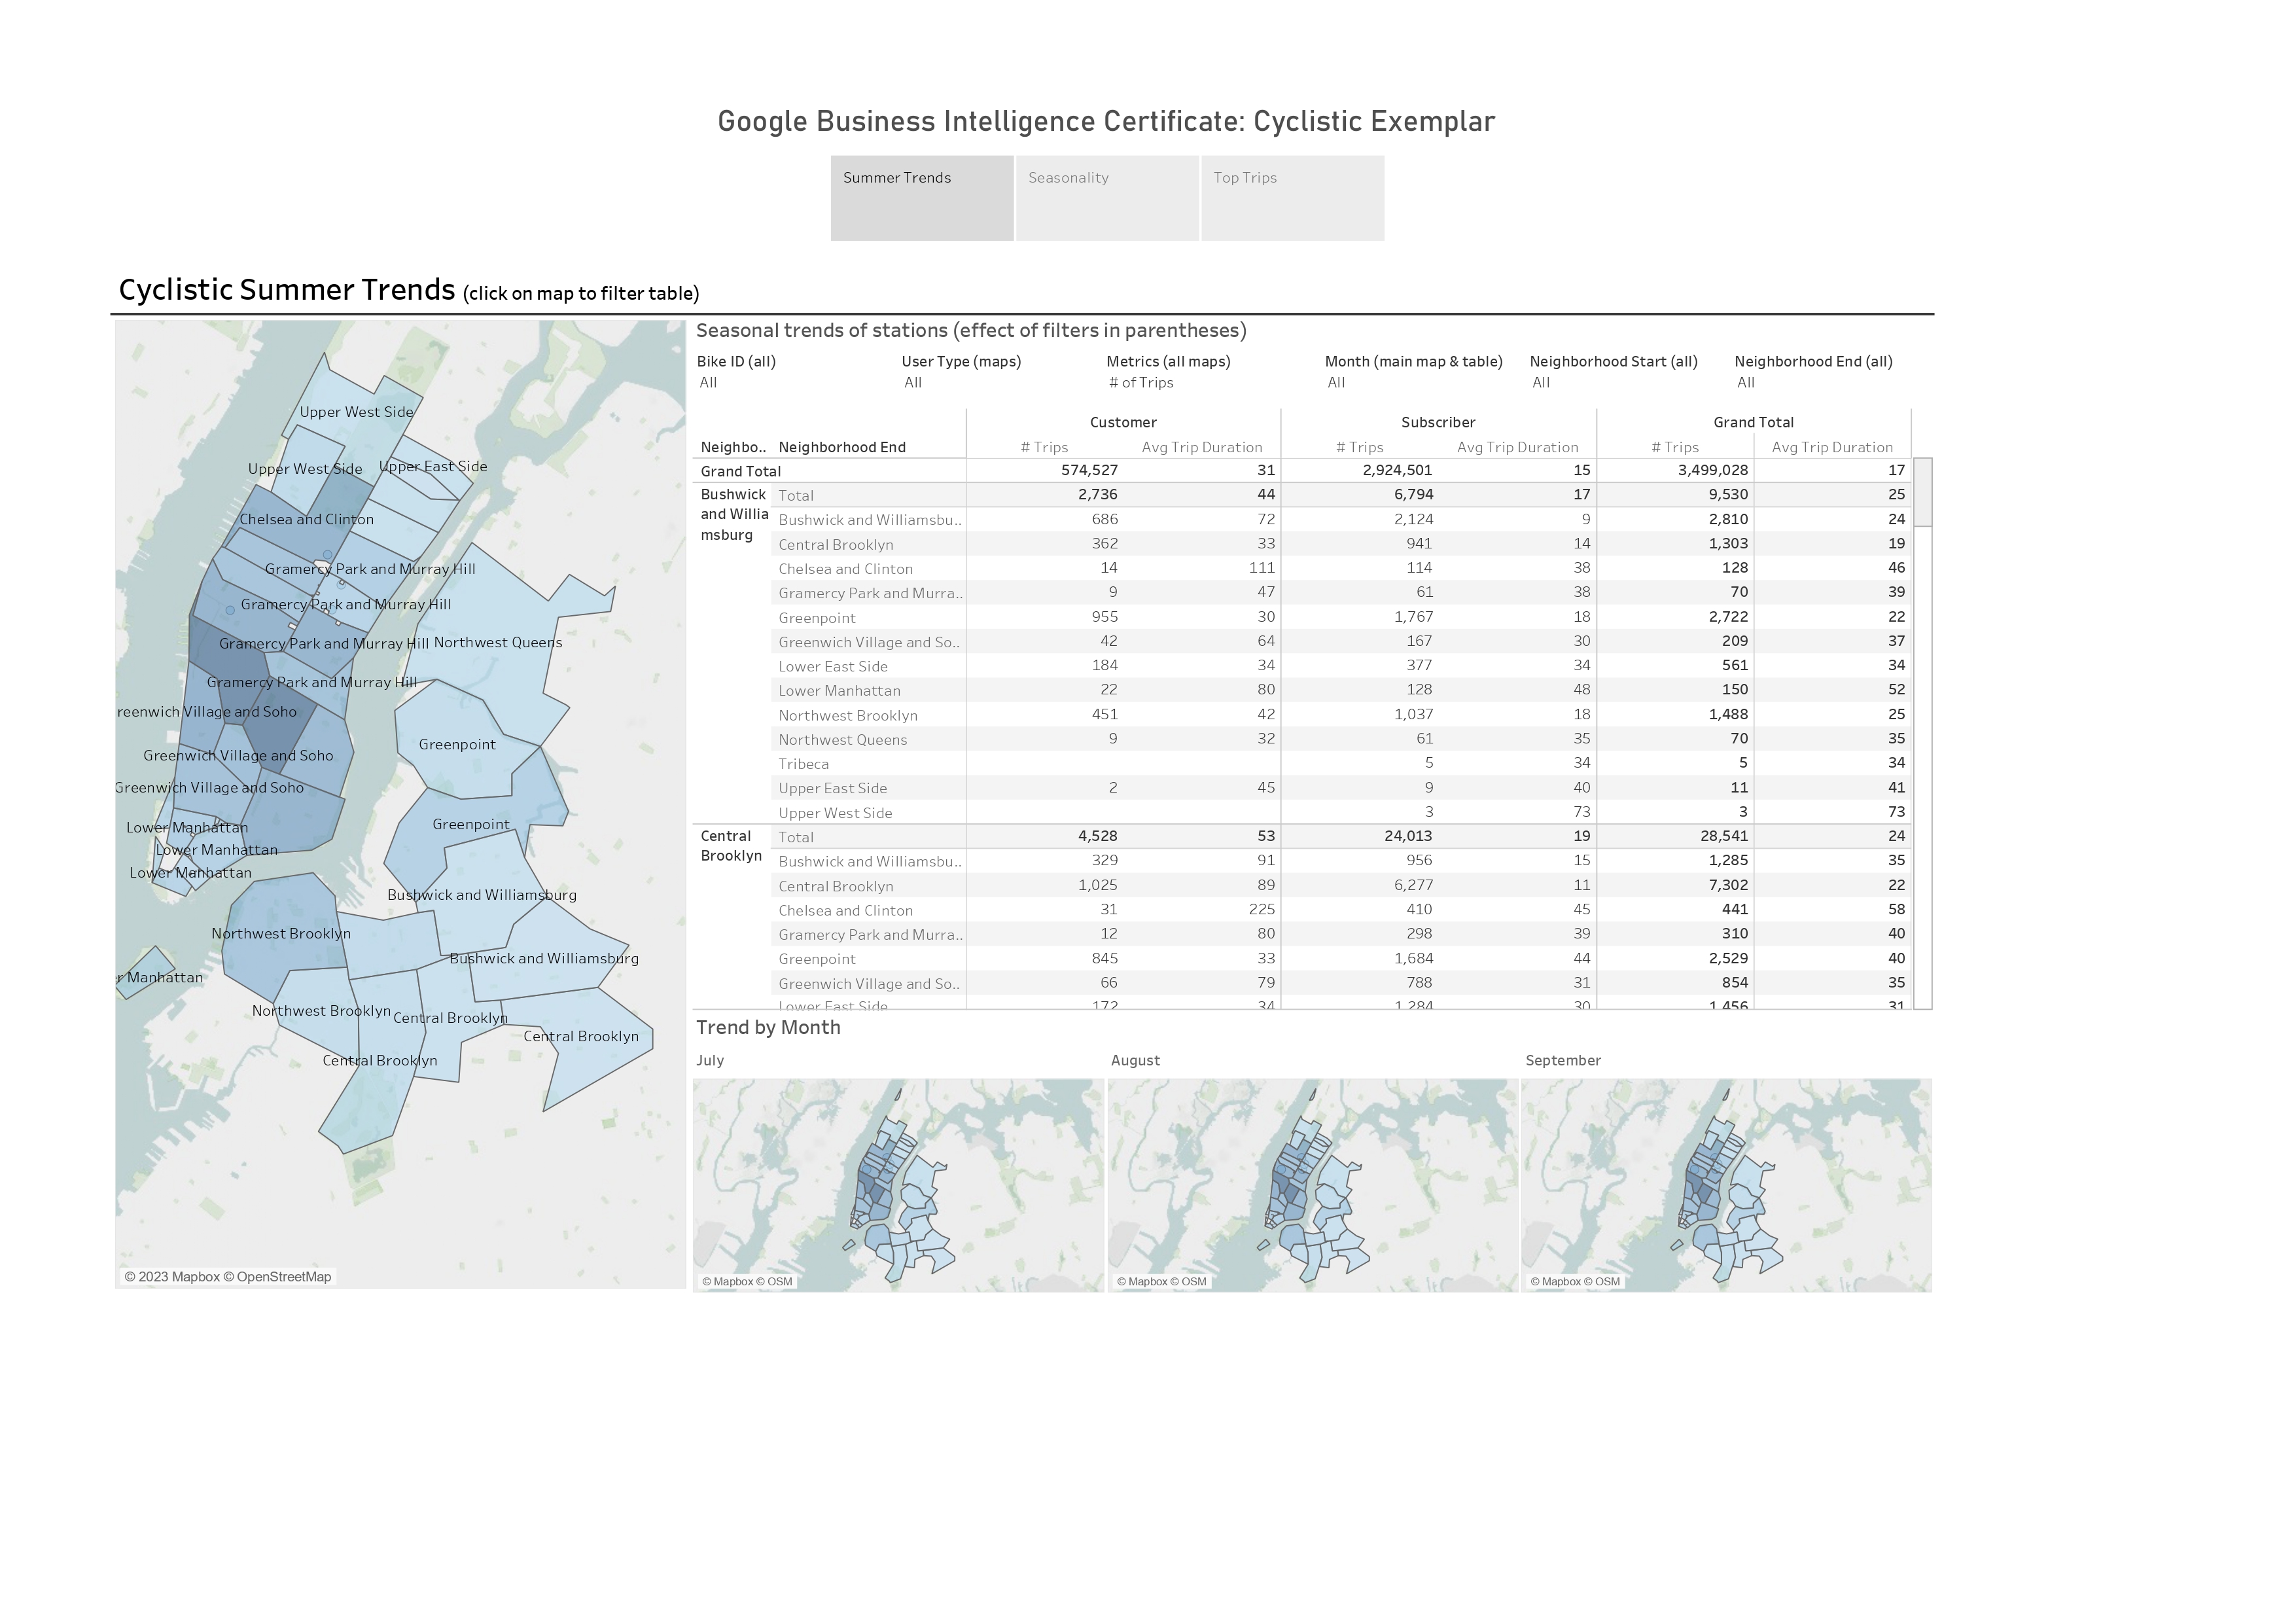 Google Business Intelligence Certificate: Cyclistic Exemplar
Summer Trends
Seasonality
Top Trips
Cyclistic Summer Trends (click on map to filter table)
Upper West Side
Upper West Side
Upper East Side
Chelsea and Clinton
Gramercy Park and Murray Hill
Gramercy Park and Murray Hill
Gramercy Park and Murray Hill
Northwest Queens
Gramercy Park and Murray Hill
reenwich Village and Soho
Greenpoint
Greenwich Village and Soho
Greenwich Village and Soho
Greenpoint
Lower Manhattan
Lower Manhattan
Lower Manhattan
Bushwick and Williamsburg
Northwest Brooklyn
Bushwick and Williamsburg
er Manhattan
Northwest Brooklyn
Central Brooklyn
Central Brooklyn
Central Brooklyn
© 2023 Mapbox © OpenStreetMap
Seasonal trends of stations (effect of filters in parentheses)
Bike ID (all) User Type (maps) Metrics (all maps) Month (main map & table) Neighborhood Start (all) Neighborhood End (all)
All All # of Trips All All All
Customer Subscriber Grand Total
Neighbo.. Neighborhood End # Trips Avg Trip Duration # Trips Avg Trip Duration # Trips Avg Trip Duration
Grand Total 574,527 31 2,924,501 15 3,499,028 17
Bushwick and Willia msburg Total 2,736 44 6,794 17 9,530 25
Bushwick and Williamsbu.. 686 72 2,124 9 2,810 24
Central Brooklyn 362 33 941 14 1,303 19
Chelsea and Clinton 14 111 114 38 128 46
Gramercy Park and Murra.. 9 47 61 38 70 39
Greenpoint 955 30 1,767 18 2,722 22
Greenwich Village and So.. 42 64 167 30 209 37
Lower East Side 184 34 377 34 561 34
Lower Manhattan 22 80 128 48 150 52
Northwest Brooklyn 451 42 1,037 18 1,488 25
Northwest Queens 9 32 61 35 70 35
Tribeca 5 34 5 34
Upper East Side 2 45 9 40 11 41
Upper West Side 3 73 3 73
Central Brooklyn Total 4,528 53 24,013 19 28,541 24
Bushwick and Williamsbu.. 329 91 956 15 1,285 35
Central Brooklyn 1,025 89 6,277 11 7,302 22
Chelsea and Clinton 31 225 410 45 441 58
Gramercy Park and Murra.. 12 80 298 39 310 40
Greenpoint 845 33 1,684 44 2,529 40
Greenwich Village and So.. 66 79 788 31 854 35
Lower East Side 172 34 1,284 30 1,456 31
Trend by Month
July
August
September
© Mapbox © OSM
© Mapbox © OSM
© Mapbox © OSM